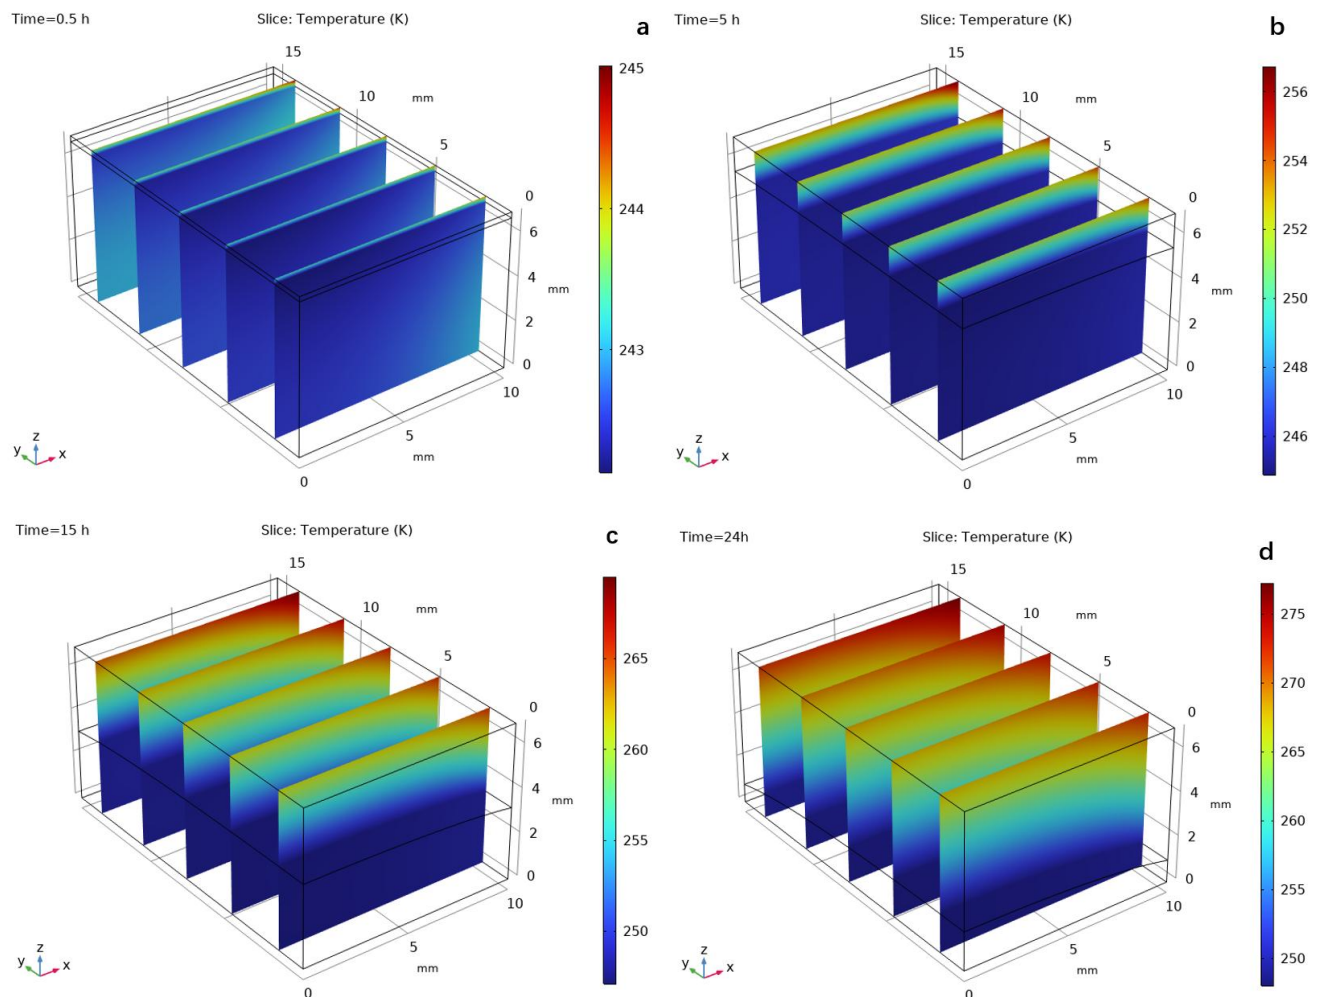 Time=0.5 h
Slice: Temperature (K)
a
15
10
mm
5
0
6
4
mm
2
0
10
5
mm
0
245
244
243
z
y
x
Time=5 h
Slice: Temperature (K)
b
15
10
mm
5
0
6
4
mm
2
0
10
5
mm
0
256
254
252
250
248
246
z
y
x
Time=15 h
Slice: Temperature (K)
c
15
10
mm
5
0
6
4
mm
2
0
10
5
mm
0
265
260
255
250
z
y
x
Time=24h
Slice: Temperature (K)
d
15
10
mm
5
0
6
4
mm
2
0
10
5
mm
0
275
270
265
260
255
250
z
y
x